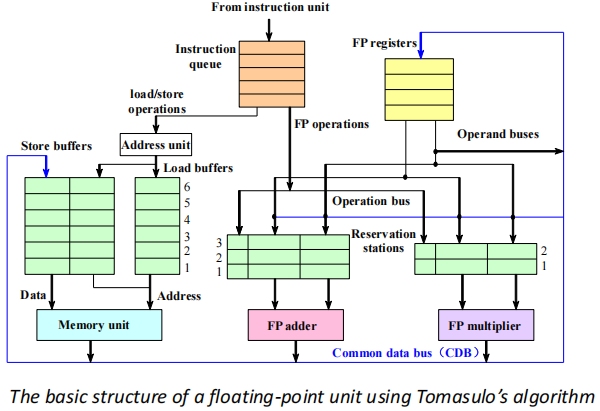 From instruction unit
Instruction
queue
FP registers
load/store
operations
FP operations
Operand buses
Store buffers
Address unit
Load buffers
6
5
4
3
2
1
Operation bus
Reservation
stations
3
2
1
2
1
Data
Address
Memory unit
FP adder
FP multiplier
Common data bus（CDB）
The basic structure of a floating-point unit using Tomasulo's algorithm